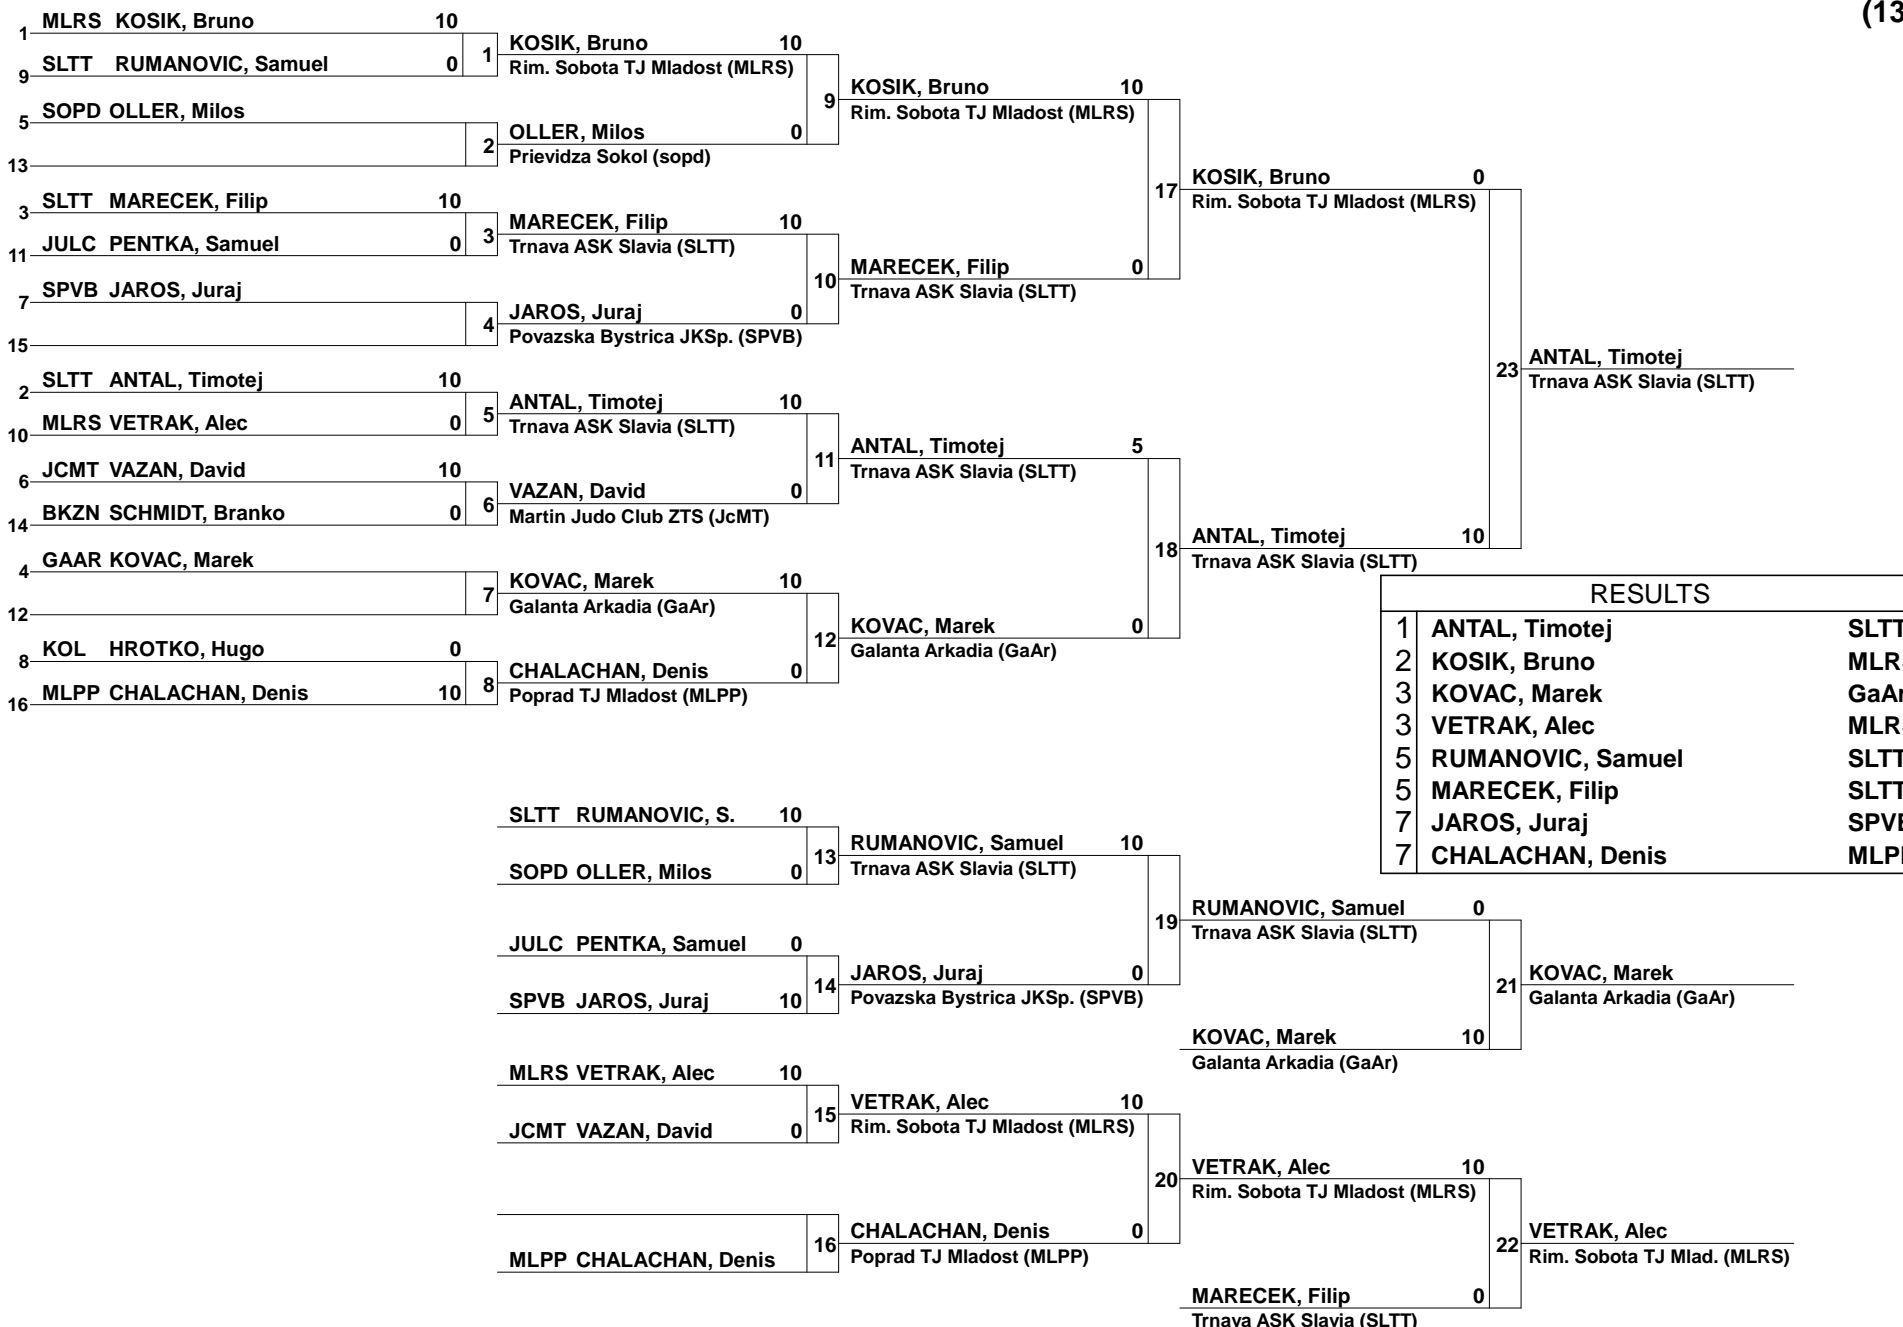 (13
1 MLRS KOSIK, Bruno 10
9 SLTT RUMANOVIC, Samuel 0
1
5 SOPD OLLER, Milos
13
2
3 SLTT MARECEK, Filip 10
11 JULC PENTKA, Samuel 0
3
7 SPVB JAROS, Juraj
15
4
2 SLTT ANTAL, Timotej 10
10 MLRS VETRAK, Alec 0
5
6 JCMT VAZAN, David 10
14 BKZN SCHMIDT, Branko 0
6
4 GAAR KOVAC, Marek
12
7
8 KOL HROTKO, Hugo 0
16 MLPP CHALACHAN, Denis 10
8
KOSIK, Bruno 10
Rim. Sobota TJ Mladost (MLRS)
9
OLLER, Milos 0
Prievidza Sokol (sopd)
MARECEK, Filip 10
Trnava ASK Slavia (SLTT)
10
JAROS, Juraj 0
Povazska Bystrica JKSp. (SPVB)
ANTAL, Timotej 10
Trnava ASK Slavia (SLTT)
11
VAZAN, David 0
Martin Judo Club ZTS (JcMT)
KOVAC, Marek 10
Galanta Arkadia (GaAr)
12
CHALACHAN, Denis 0
Poprad TJ Mladost (MLPP)
KOSIK, Bruno 10
Rim. Sobota TJ Mladost (MLRS)
17
MARECEK, Filip 0
Trnava ASK Slavia (SLTT)
ANTAL, Timotej 5
Trnava ASK Slavia (SLTT)
18
KOVAC, Marek 0
Galanta Arkadia (GaAr)
KOSIK, Bruno 0
Rim. Sobota TJ Mladost (MLRS)
23
ANTAL, Timotej 10
Trnava ASK Slavia (SLTT)
ANTAL, Timotej
Trnava ASK Slavia (SLTT)
RESULTS
1 ANTAL, Timotej SLTT
2 KOSIK, Bruno MLR
3 KOVAC, Marek GaAr
3 VETRAK, Alec MLR
5 RUMANOVIC, Samuel SLTT
5 MARECEK, Filip SLTT
7 JAROS, Juraj SPVB
7 CHALACHAN, Denis MLPP
SLTT RUMANOVIC, S. 10
13
SOPD OLLER, Milos 0
JULC PENTKA, Samuel 0
14
SPVB JAROS, Juraj 10
MLRS VETRAK, Alec 10
15
JCMT VAZAN, David 0
16
MLPP CHALACHAN, Denis
RUMANOVIC, Samuel 10
Trnava ASK Slavia (SLTT)
19
JAROS, Juraj 0
Povazska Bystrica JKSp. (SPVB)
VETRAK, Alec 10
Rim. Sobota TJ Mladost (MLRS)
20
CHALACHAN, Denis 0
Poprad TJ Mladost (MLPP)
RUMANOVIC, Samuel 0
Trnava ASK Slavia (SLTT)
21
KOVAC, Marek 10
Galanta Arkadia (GaAr)
VETRAK, Alec 10
Rim. Sobota TJ Mladost (MLRS)
22
MARECEK, Filip 0
Trnava ASK Slavia (SLTT)
KOVAC, Marek
Galanta Arkadia (GaAr)
VETRAK, Alec
Rim. Sobota TJ Mlad. (MLRS)